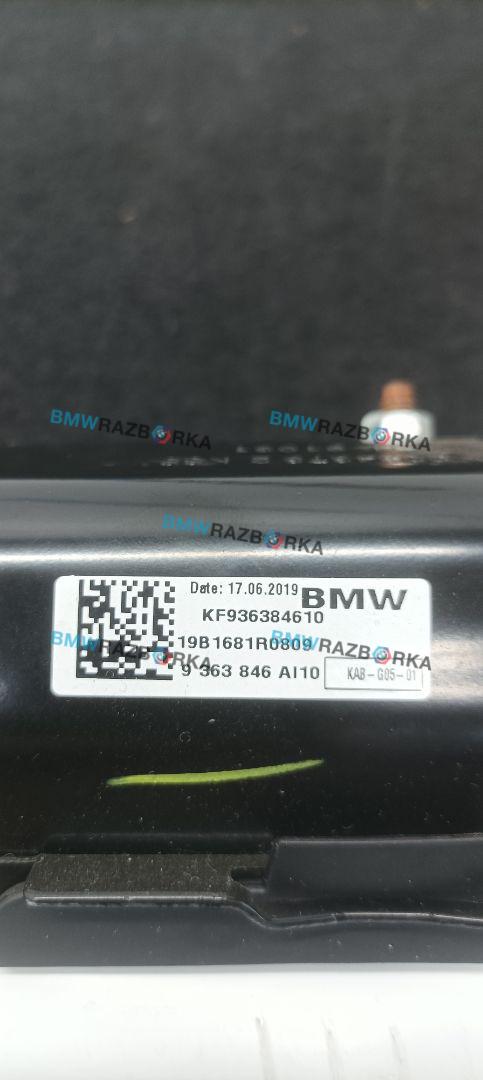 BMWRAZBORKA
BMWRAZBORKA
BMWRAZBORKA
Date: 17.06.2019 BMW
KF936384610
19B1681R0809
9 363 846 AI10
KAB-G05-01
BMWRAZBORKA
BMWRAZBORKA